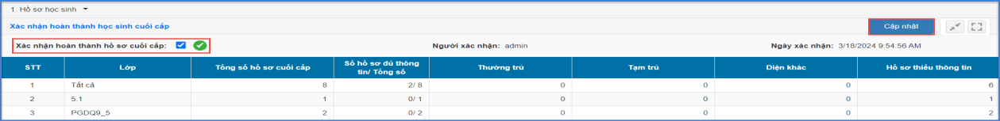 1. Hồ sơ học sinh
Xác nhận hoàn thành học sinh cuối cấp
Cập nhật
Xác nhận hoàn thành hồ sơ cuối cấp:
Người xác nhận: admin
Ngày xác nhận: 3/18/2024 9:54:56 AM
STT Lớp Tổng số hồ sơ cuối cấp Số hồ sơ đủ thông tin/ Tổng số Thường trú Tạm trú Diện khác Hồ sơ thiếu thông tin
1 Tất cả 8 2/ 8 0 0 0 6
2 5.1 1 0/ 1 0 0 0 1
3 PGDQ9_5 2 0/ 2 0 0 0 2